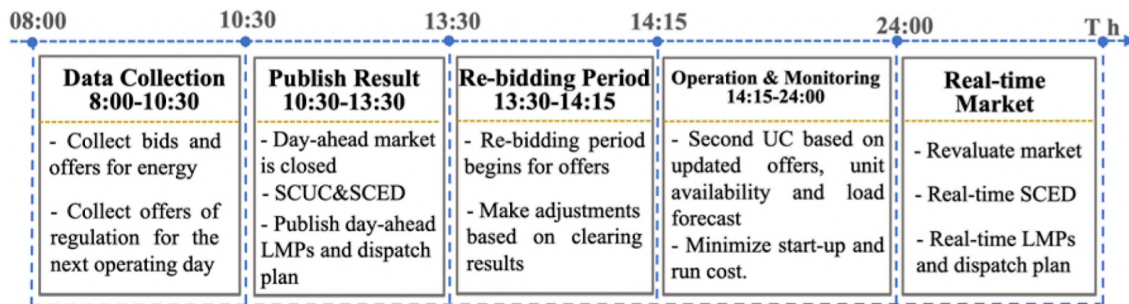 08:00 10:30 13:30 14:15 24:00 T h
Data Collection
8:00-10:30
- Collect bids and
offers for energy
- Collect offers of
regulation for the
next operating day
Publish Result
10:30-13:30
- Day-ahead market
is closed
- SCUC&SCED
- Publish day-ahead
LMPs and dispatch
plan
Re-bidding Period
13:30-14:15
- Re-bidding period
begins for offers
- Make adjustments
based on clearing
results
Operation & Monitoring
14:15-24:00
- Second UC based on
updated offers, unit
availability and load
forecast
- Minimize start-up and
run cost.
Real-time
Market
- Revaluate market
- Real-time SCED
- Real-time LMPs
and dispatch plan